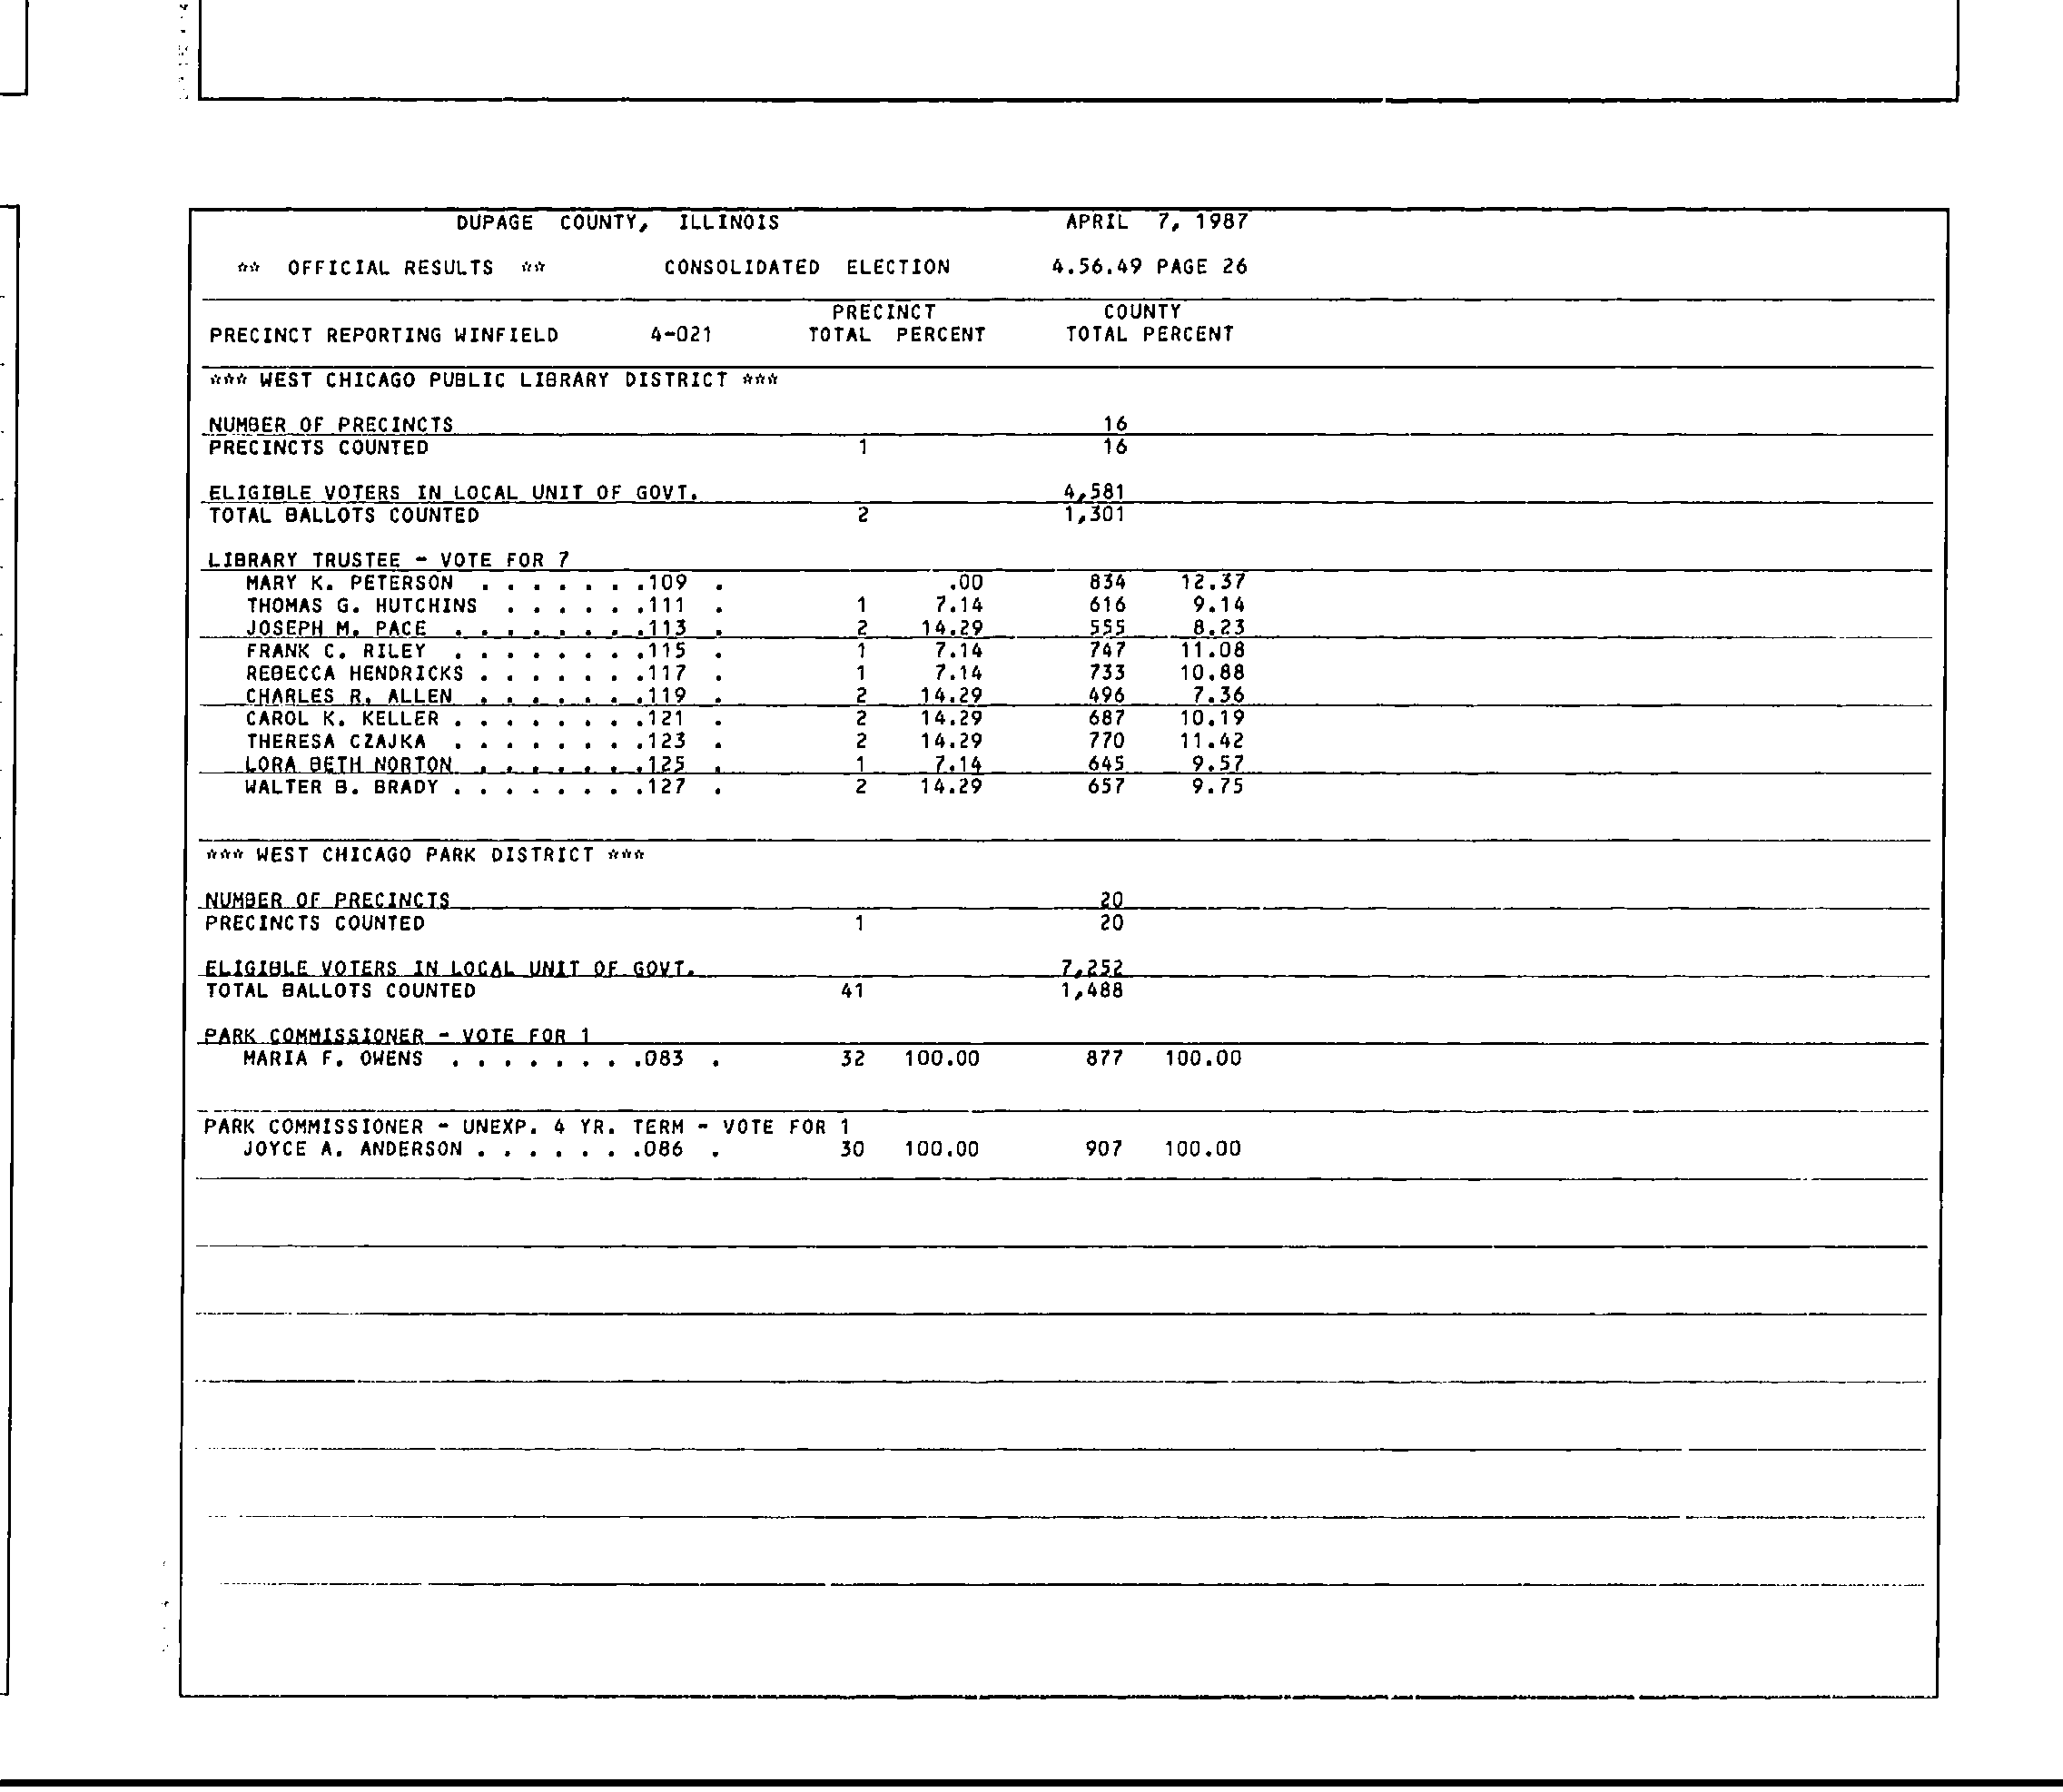 DUPAGE COUNTY, ILLINOIS APRIL 7, 1987
** OFFICIAL RESULTS ** CONSOLIDATED ELECTION 4.56.49 PAGE 26
PRECINCT COUNTY
PRECINCT REPORTING WINFIELD 4-021 TOTAL PERCENT TOTAL PERCENT
*** WEST CHICAGO PUBLIC LIBRARY DISTRICT ***
NUMBER OF PRECINCTS 16
PRECINCTS COUNTED 1 16
ELIGIBLE VOTERS IN LOCAL UNIT OF GOVT. 4,581
TOTAL BALLOTS COUNTED 2 1,301
LIBRARY TRUSTEE - VOTE FOR 7
MARY K. PETERSON . . . . . . .109 . .00 834 12.37
THOMAS G. HUTCHINS . . . . . .111 . 1 7.14 616 9.14
JOSEPH M. PACE . . . . . . . .113 . 2 14.29 555 8.23
FRANK C. RILEY . . . . . . . .115 . 1 7.14 747 11.08
REBECCA HENDRICKS . . . . . . .117 . 1 7.14 733 10.88
CHARLES R. ALLEN . . . . . . .119 . 2 14.29 496 7.36
CAROL K. KELLER . . . . . . . .121 . 2 14.29 687 10.19
THERESA CZAJKA . . . . . . . .123 . 2 14.29 770 11.42
LORA BETH NORTON . . . . . . .125 . 1 7.14 645 9.57
WALTER B. BRADY . . . . . . . .127 . 2 14.29 657 9.75
*** WEST CHICAGO PARK DISTRICT ***
NUMBER OF PRECINCTS 20
PRECINCTS COUNTED 1 20
ELIGIBLE VOTERS IN LOCAL UNIT OF GOVT. 7,252
TOTAL BALLOTS COUNTED 41 1,488
PARK COMMISSIONER - VOTE FOR 1
MARIA F. OWENS . . . . . . . .083 . 32 100.00 877 100.00
PARK COMMISSIONER - UNEXP. 4 YR. TERM - VOTE FOR 1
JOYCE A. ANDERSON . . . . . . .086 . 30 100.00 907 100.00